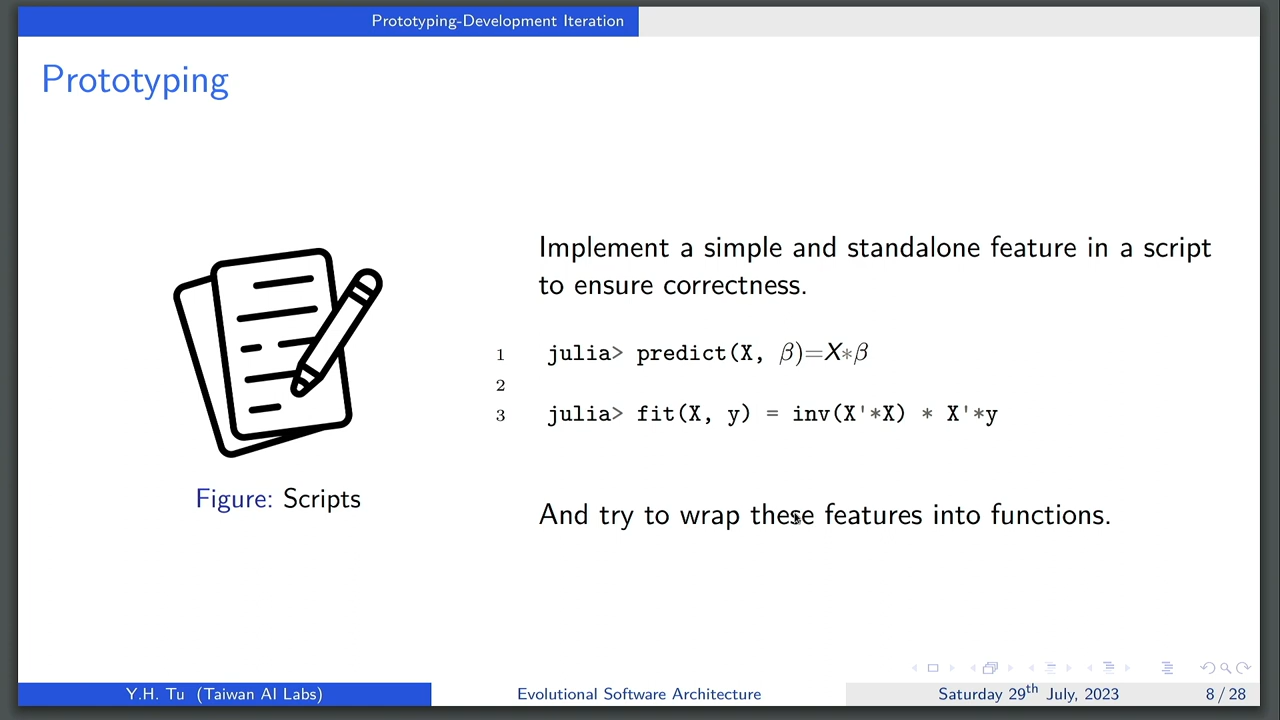 Prototyping-Development Iteration
Prototyping
Implement a simple and standalone feature in a script
to ensure correctness.
1 julia> predict(X, β)=X*β
2
3 julia> fit(X, y) = inv(X'*X) * X'*y
Figure: Scripts
And try to wrap these features into functions.
Y.H. Tu (Taiwan AI Labs)
Evolutional Software Architecture
Saturday 29th July, 2023
8 / 28